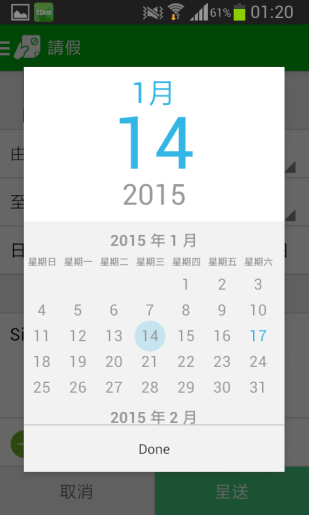 61% 01:20
請假
1月
14
2015
由
至
日
2015 年 1 月
星期日 星期一 星期二 星期三 星期四 星期五 星期六
1 2 3
4 5 6 7 8 9 10
11 12 13 14 15 16 17
18 19 20 21 22 23 24
25 26 27 28 29 30 31
2015 年 2 月
Done
取消 呈送